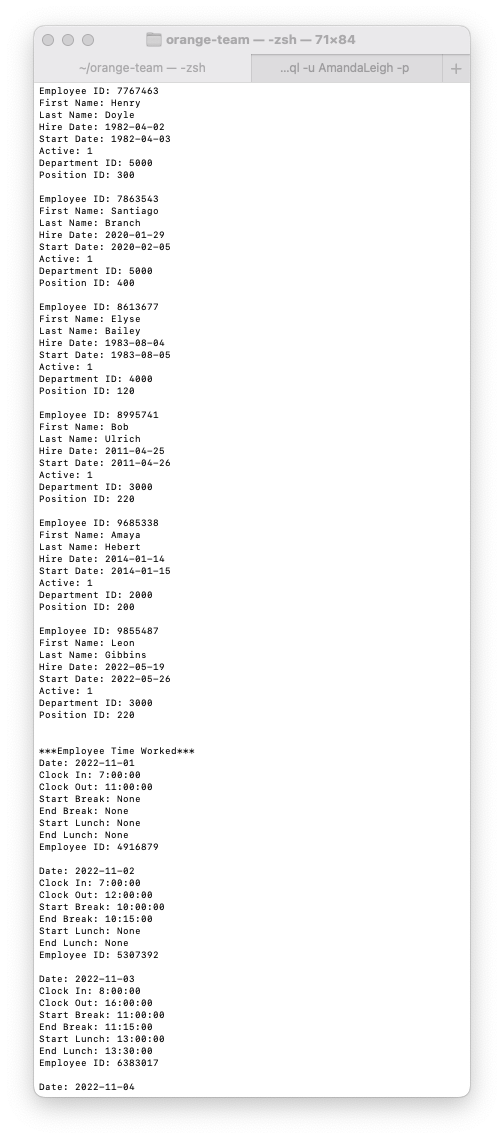 orange-team — -zsh — 71×84
~/orange-team — -zsh
...ql -u AmandaLeigh -p
+
Employee ID: 7767463
First Name: Henry
Last Name: Doyle
Hire Date: 1982-04-02
Start Date: 1982-04-03
Active: 1
Department ID: 5000
Position ID: 300
Employee ID: 7863543
First Name: Santiago
Last Name: Branch
Hire Date: 2020-01-29
Start Date: 2020-02-05
Active: 1
Department ID: 5000
Position ID: 400
Employee ID: 8613677
First Name: Elyse
Last Name: Bailey
Hire Date: 1983-08-04
Start Date: 1983-08-05
Active: 1
Department ID: 4000
Position ID: 120
Employee ID: 8995741
First Name: Bob
Last Name: Ulrich
Hire Date: 2011-04-25
Start Date: 2011-04-26
Active: 1
Department ID: 3000
Position ID: 220
Employee ID: 9685338
First Name: Amaya
Last Name: Hebert
Hire Date: 2014-01-14
Start Date: 2014-01-15
Active: 1
Department ID: 2000
Position ID: 200
Employee ID: 9855487
First Name: Leon
Last Name: Gibbins
Hire Date: 2022-05-19
Start Date: 2022-05-26
Active: 1
Department ID: 3000
Position ID: 220
***Employee Time Worked***
Date: 2022-11-01
Clock In: 7:00:00
Clock Out: 11:00:00
Start Break: None
End Break: None
Start Lunch: None
End Lunch: None
Employee ID: 4916879
Date: 2022-11-02
Clock In: 7:00:00
Clock Out: 12:00:00
Start Break: 10:00:00
End Break: 10:15:00
Start Lunch: None
End Lunch: None
Employee ID: 5307392
Date: 2022-11-03
Clock In: 8:00:00
Clock Out: 16:00:00
Start Break: 11:00:00
End Break: 11:15:00
Start Lunch: 13:00:00
End Lunch: 13:30:00
Employee ID: 6383017
Date: 2022-11-04